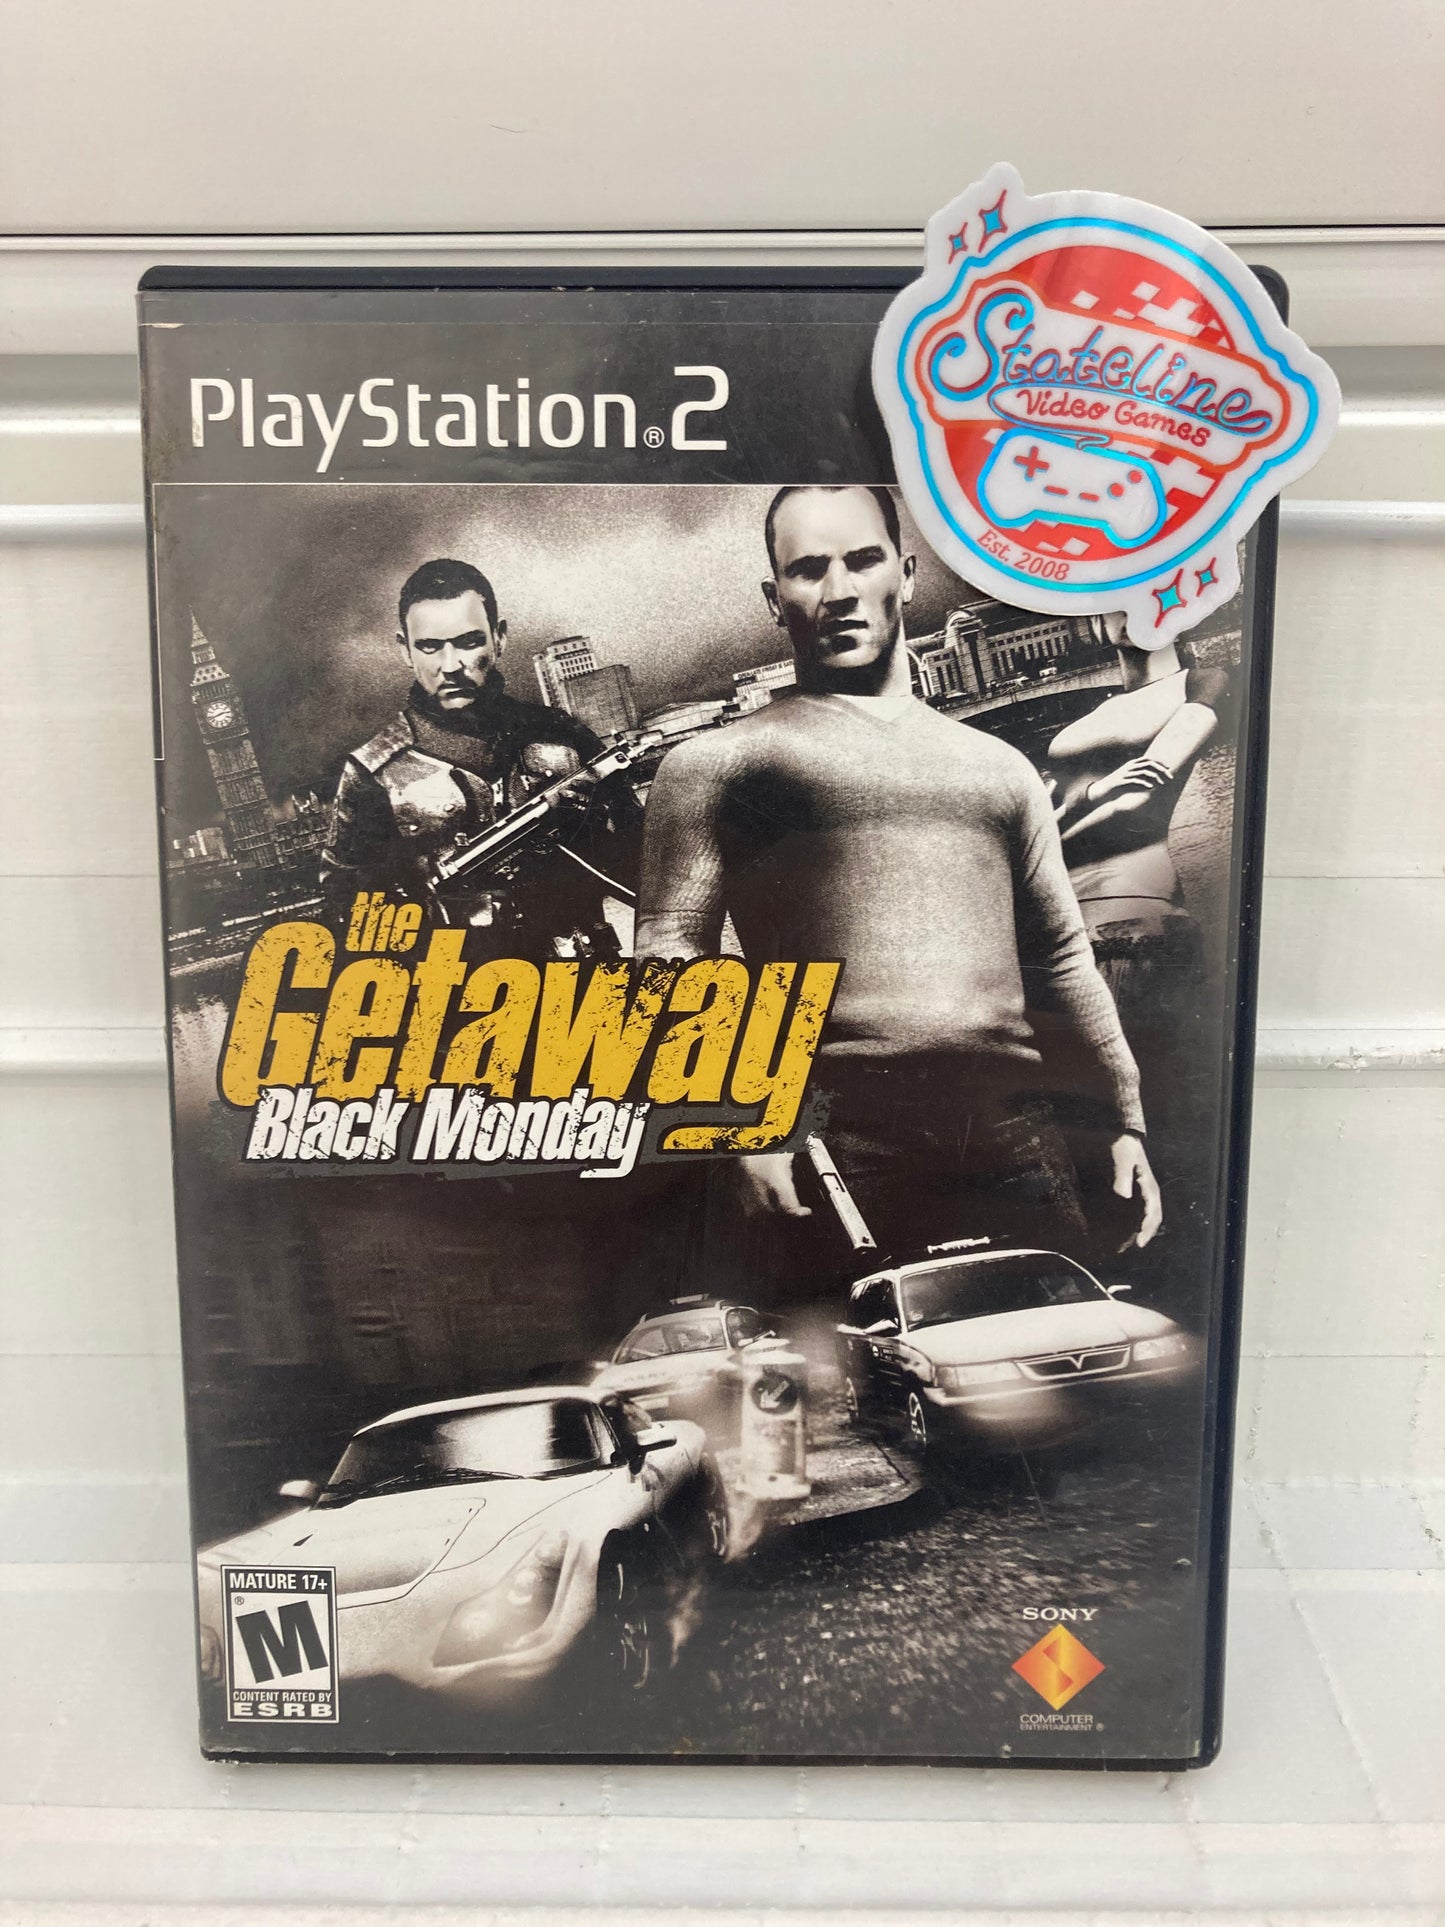 PlayStation®2
Stateline
Video Games
Est. 2008
the
Getaway
Black Monday
MATURE 17+
M
®
CONTENT RATED BY
ESRB
SONY
COMPUTER
ENTERTAINMENT ®